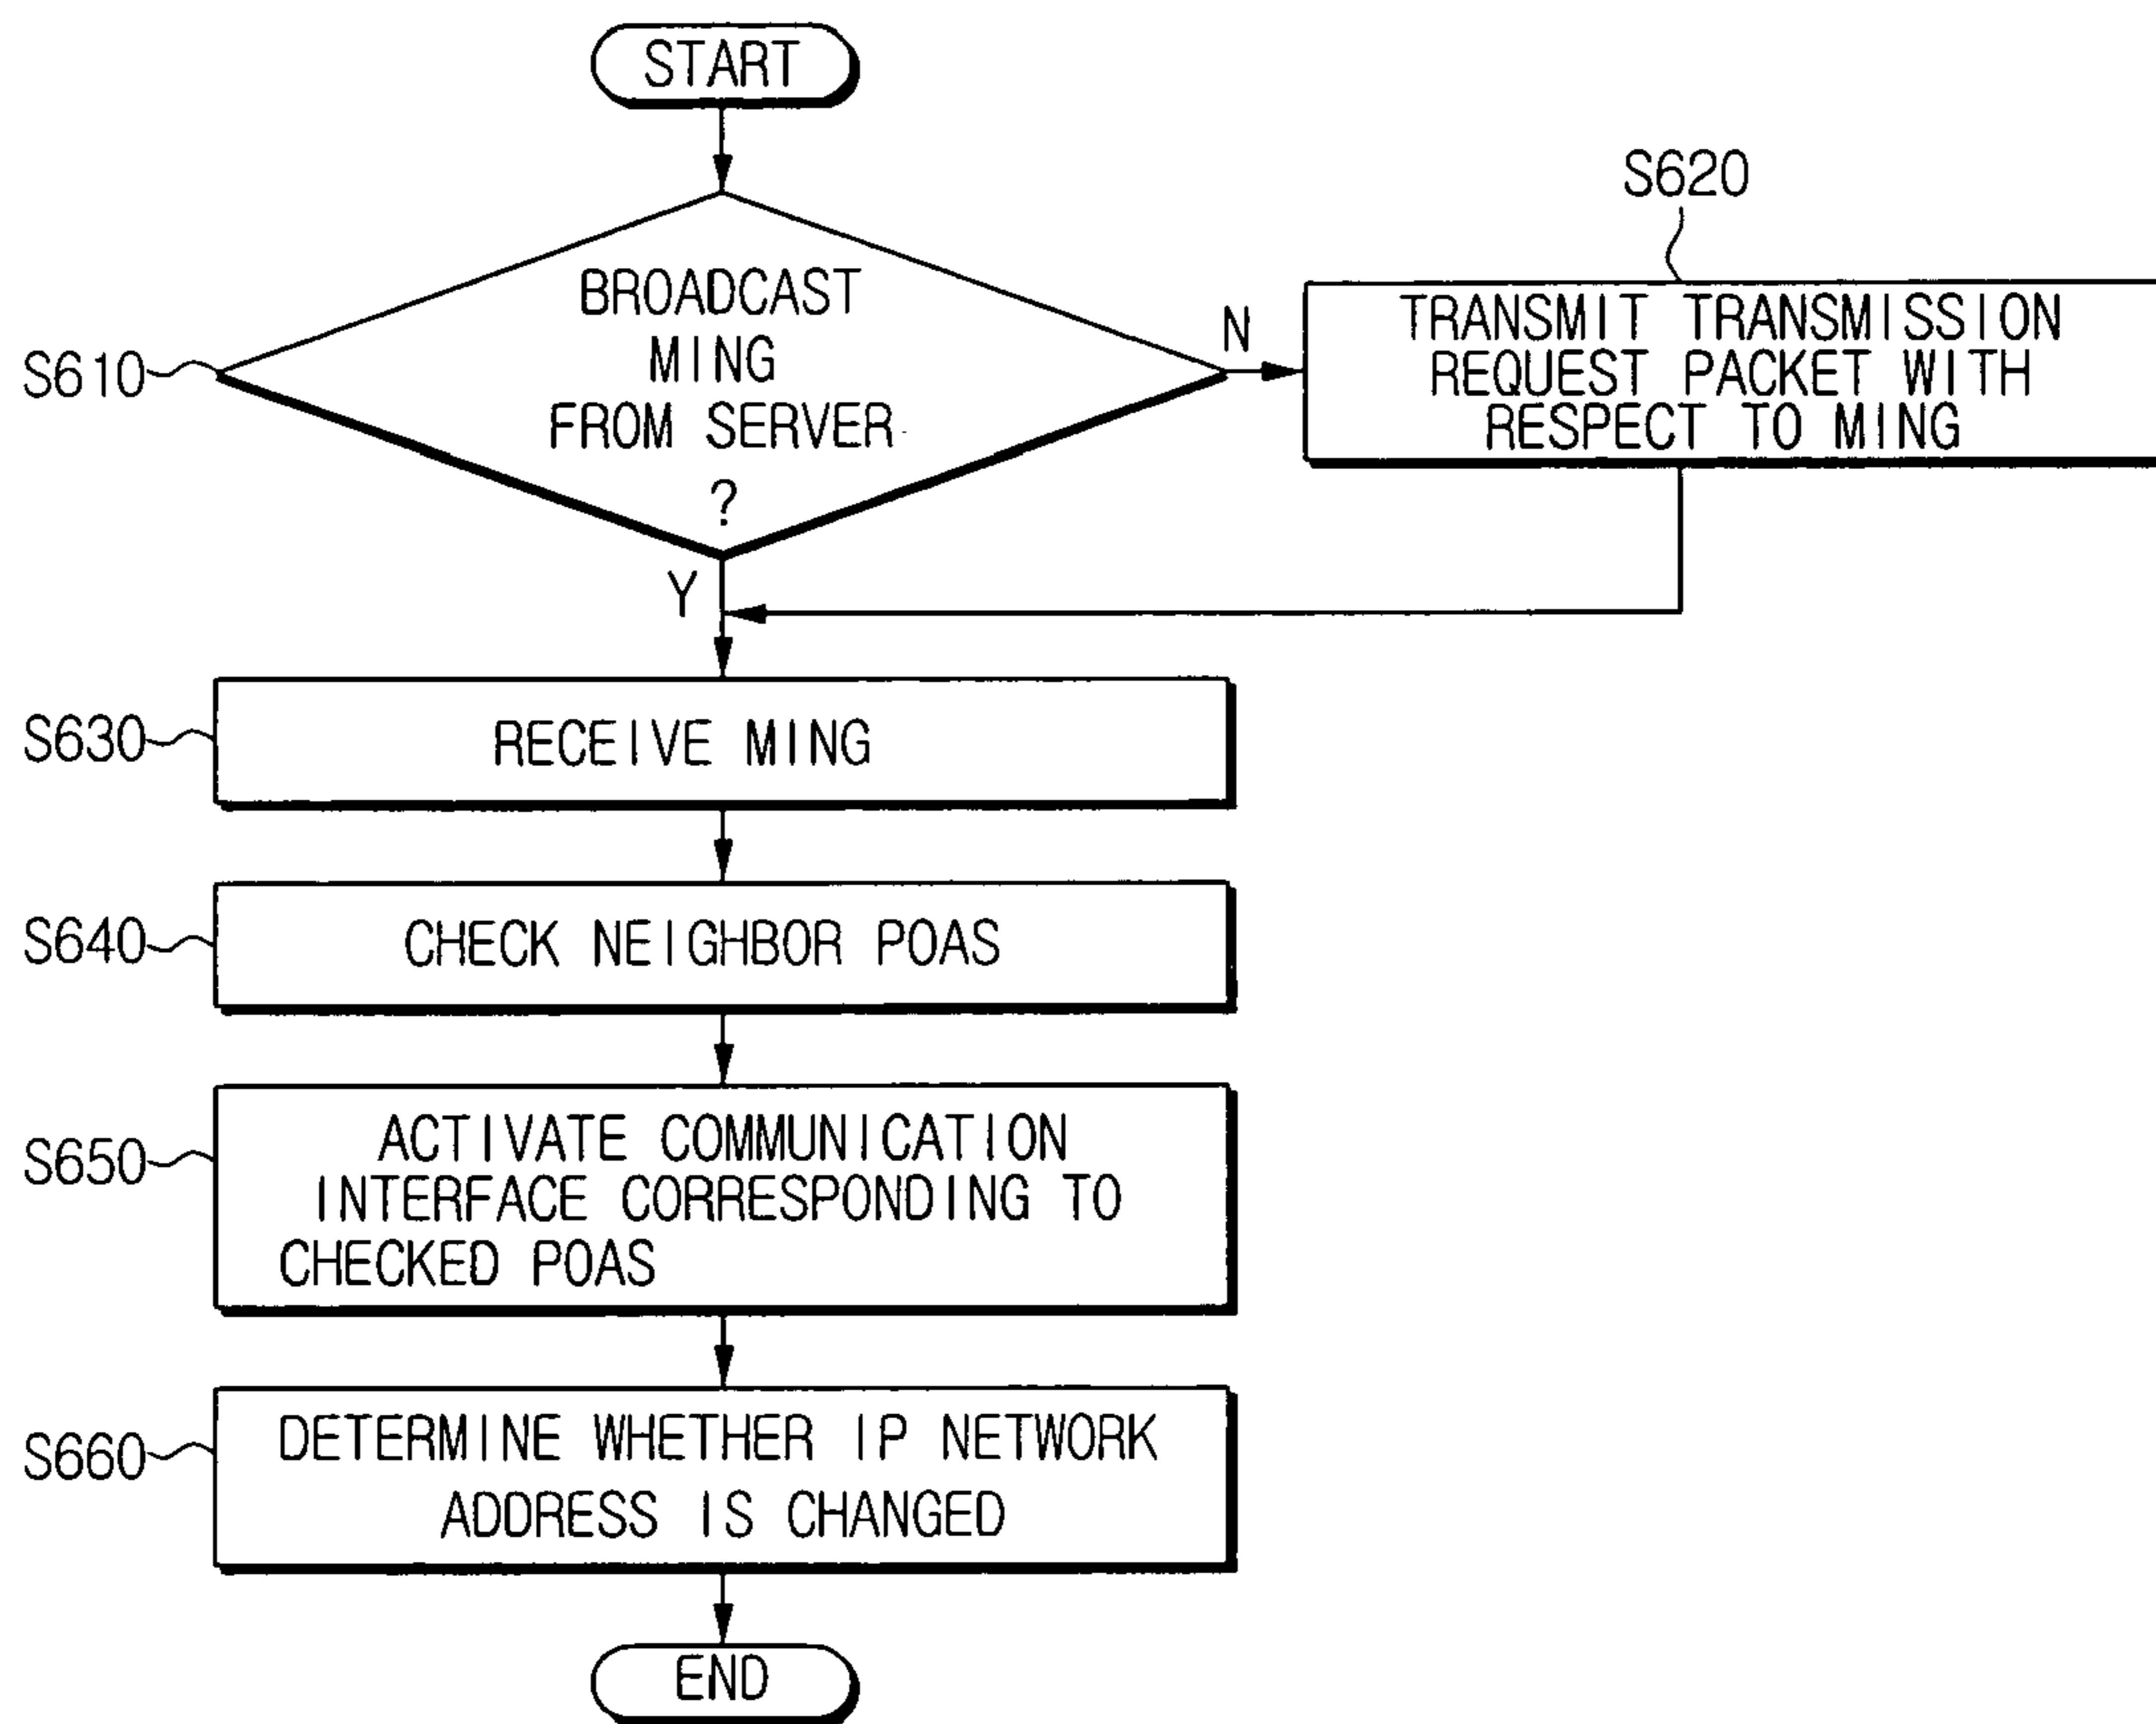 START
S610
BROADCAST
MING
FROM SERVER
?
N
Y
S620
TRANSMIT TRANSMISSION
REQUEST PACKET WITH
RESPECT TO MING
S630
RECEIVE MING
S640
CHECK NEIGHBOR POAS
S650
ACTIVATE COMMUNICATION
INTERFACE CORRESPONDING TO
CHECKED POAS
S660
DETERMINE WHETHER IP NETWORK
ADDRESS IS CHANGED
END